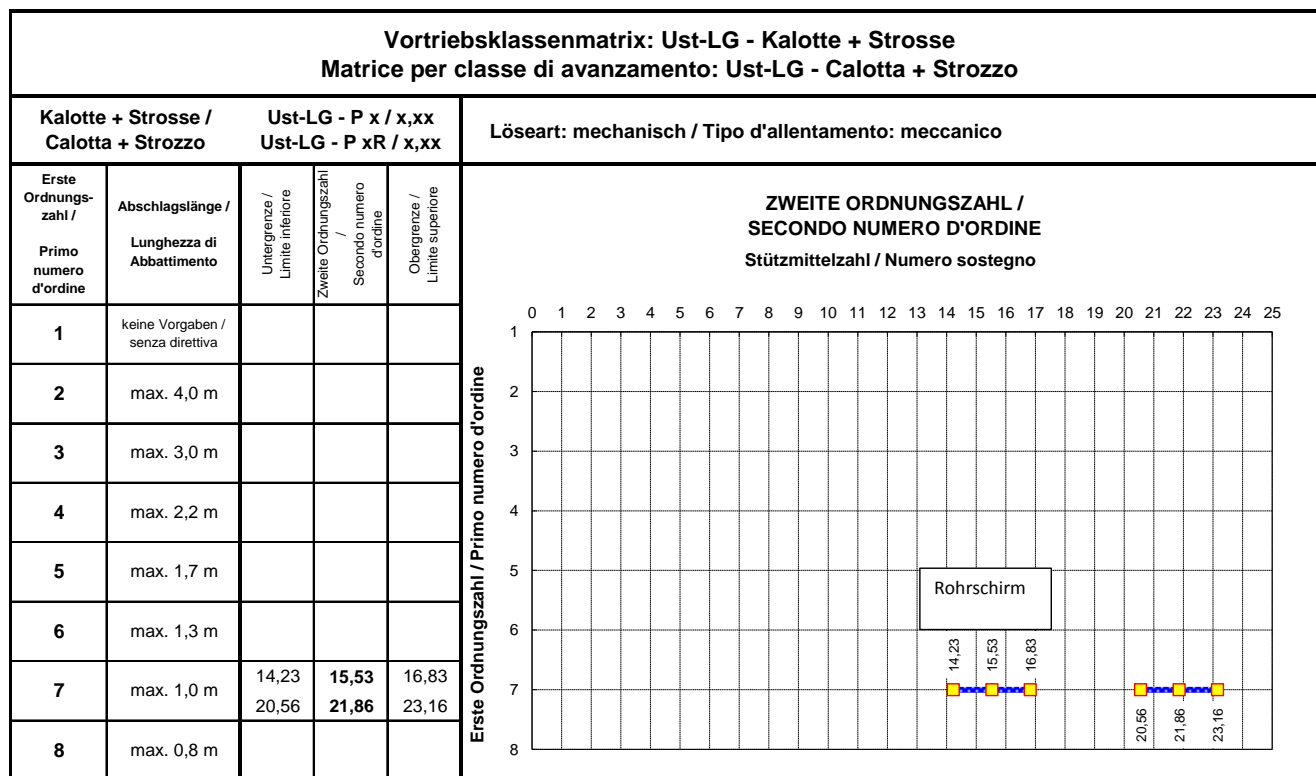 Vortriebsklassenmatrix: Ust-LG - Kalotte + Strosse
Matrice per classe di avanzamento: Ust-LG - Calotta + Strozzo
Kalotte + Strosse /
Calotta + Strozzo
Ust-LG - P x / x,xx
Ust-LG - P xR / x,xx
Löseart: mechanisch / Tipo d'allentamento: meccanico
Erste
Ordnungs-
zahl /
Primo
numero
d'ordine
Abschlagslänge /
Lunghezza di
Abbattimento
Untergrenze /
Limite inferiore
Zweite Ordnungszahl
/
Secondo numero
d'ordine
Obergrenze /
Limite superiore
1
keine Vorgaben /
senza direttiva
2 max. 4,0 m
3 max. 3,0 m
4 max. 2,2 m
5 max. 1,7 m
6 max. 1,3 m
7 max. 1,0 m
14,23 15,53 16,83
20,56 21,86 23,16
8 max. 0,8 m
ZWEITE ORDNUNGSZAHL /
SECONDO NUMERO D'ORDINE
Stützmittelzahl / Numero sostegno
0 1 2 3 4 5 6 7 8 9 10 11 12 13 14 15 16 17 18 19 20 21 22 23 24 25
Erste Ordnungszahl / Primo numero d'ordine
1
2
3
4
5
6
7
8
Rohrschirm
14,23
15,53
16,83
20,56
21,86
23,16